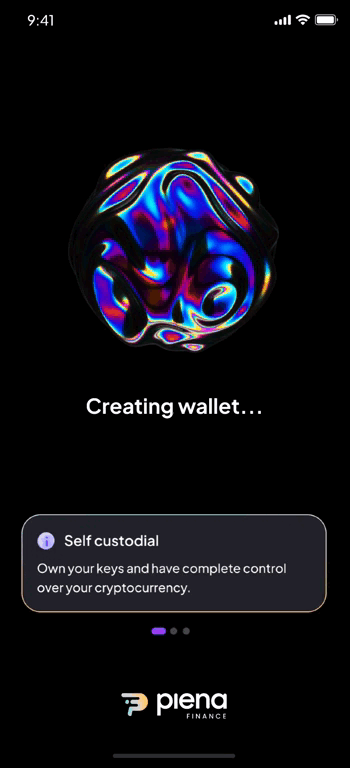 9:41
Creating wallet...
Self custodial
Own your keys and have complete control
over your cryptocurrency.
piena
FINANCE